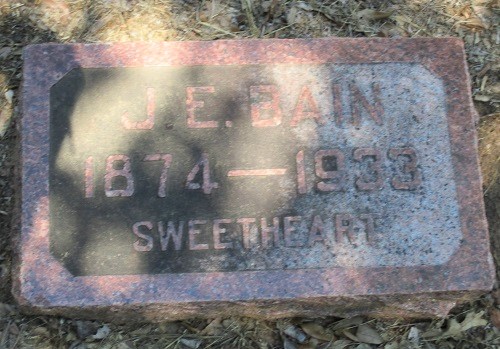 J. E. BAIN
1874—1933
SWEETHEART